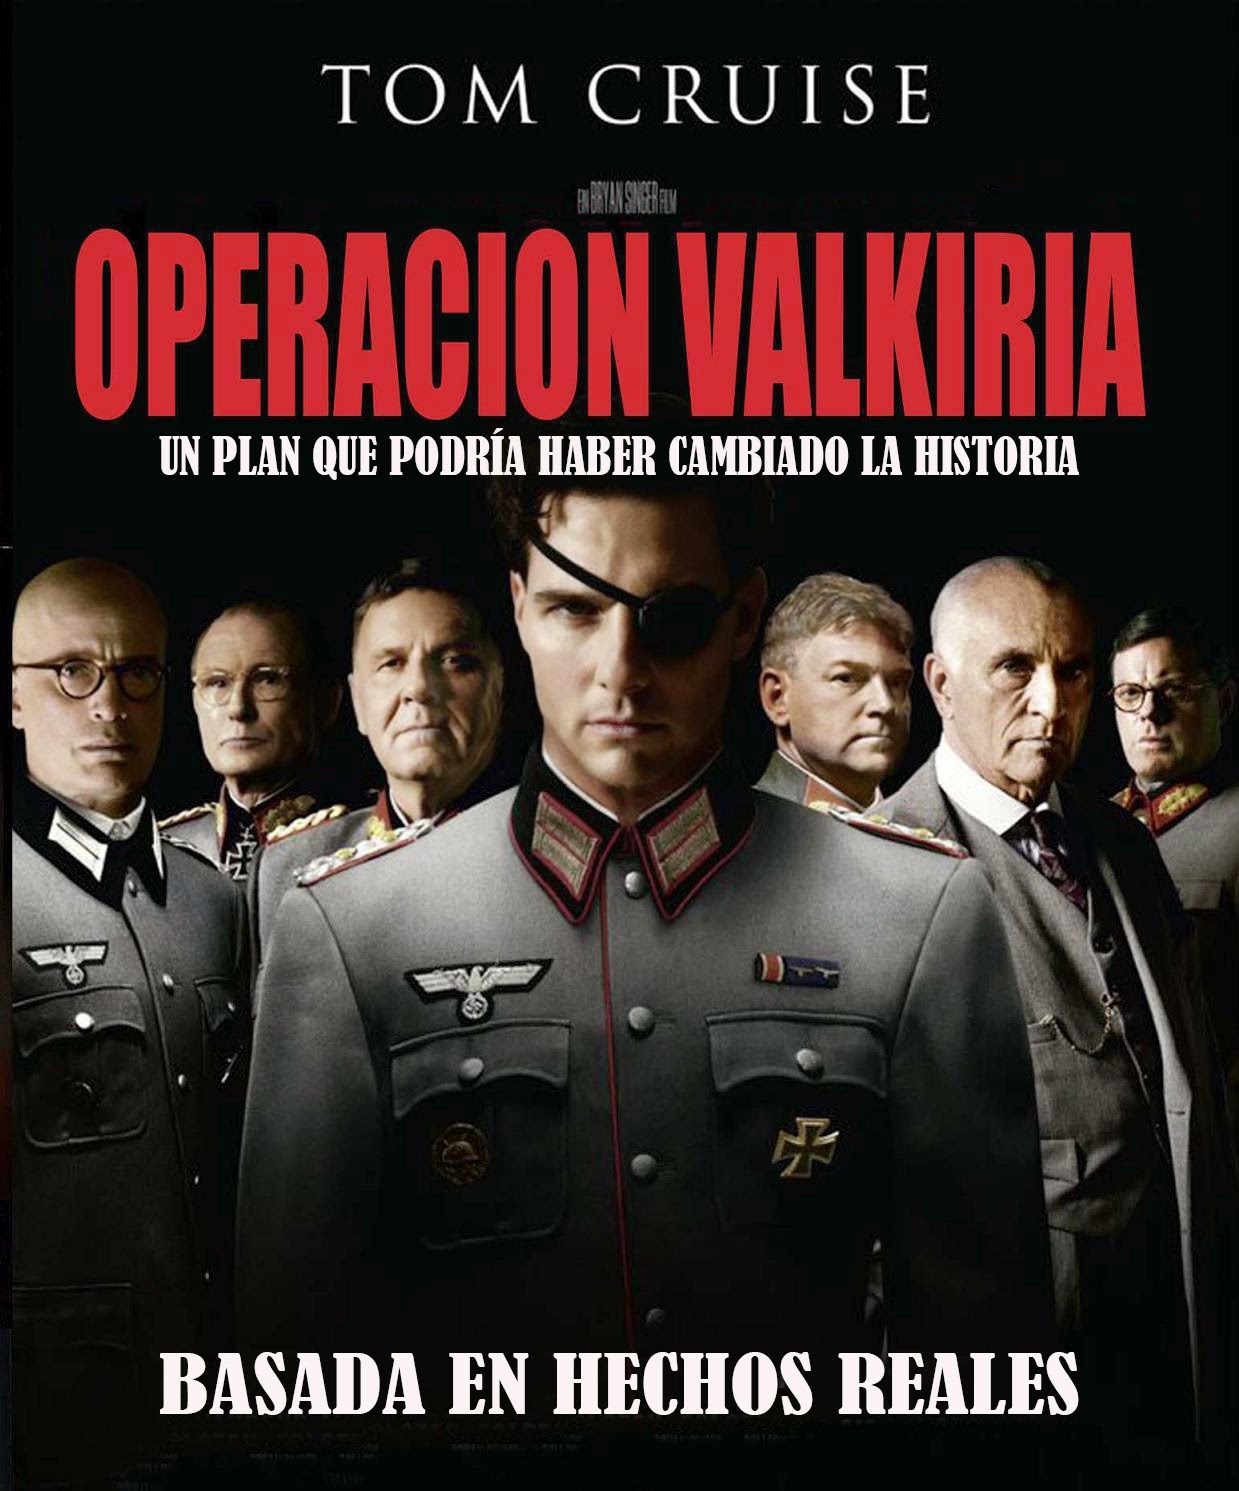 TOM CRUISE
EIN BRYAN SINGER FILM
OPERACION VALKIRIA
UN PLAN QUE PODRÍA HABER CAMBIADO LA HISTORIA
BASADA EN HECHOS REALES